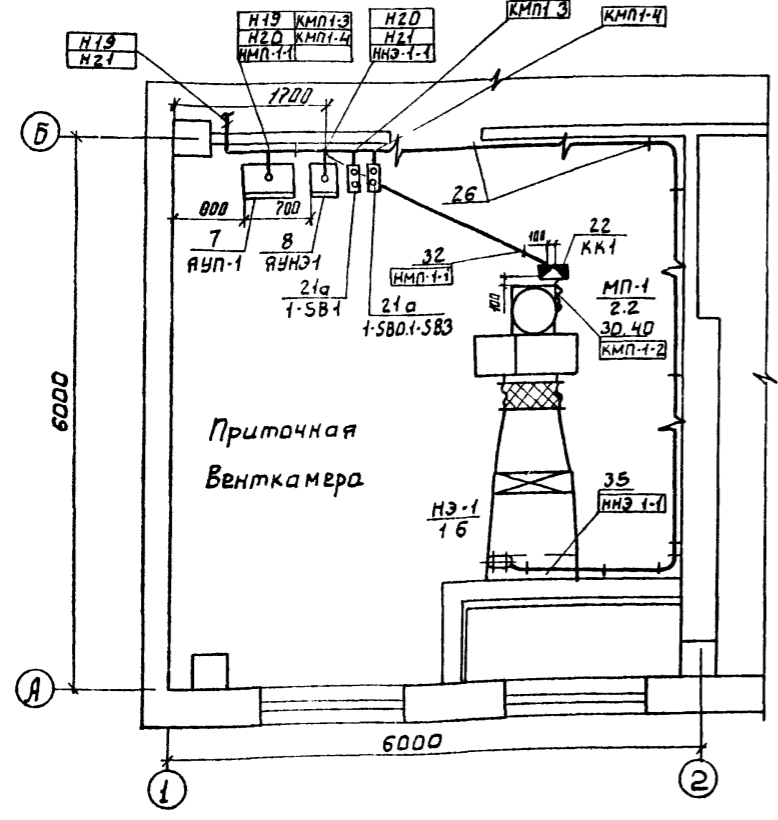 КМП1 3
КМП1-4
Н19 КМП1-3
Н20 КМП1-4
НМП-1-1
Н20
Н21
ННЭ-1-1
Н19
Н21
1700
Б
800
700
26
7
ЯУП-1
8
ЯУНЭ1
21а
1-SB1
21а
1-SB0.1-SB3
32
НМП-1-1
100
22
КК1
100
МП-1
2.2
30.40
КМП-1-2
6000
Приточная
Венткамера
НЭ-1
1 6
35
ННЭ 1-1
А
6000
1
2